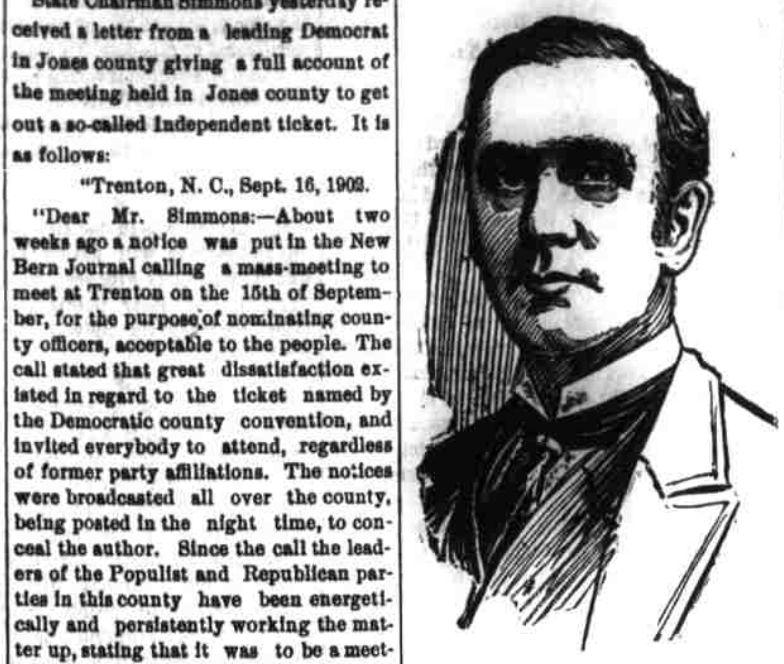 State Chairman Simmons yesterday re-
ceived a letter from a leading Democrat
in Jones county giving a full account of
the meeting held in Jones county to get
out a so-called Independent ticket. It is
as follows:
"Trenton, N. C., Sept. 16, 1902.
"Dear Mr. Simmons:—About two
weeks ago a notice was put in the New
Bern Journal calling a mass-meeting to
meet at Trenton on the 15th of Septem-
ber, for the purpose of nominating coun-
ty officers, acceptable to the people. The
call stated that great dissatisfaction ex-
isted in regard to the ticket named by
the Democratic county convention, and
invited everybody to attend, regardless
of former party affiliations. The notices
were broadcasted all over the county,
being posted in the night time, to con-
ceal the author. Since the call the lead-
ers of the Populist and Republican par-
ties in this county have been energeti-
cally and persistently working the mat-
ter up, stating that it was to be a meet-